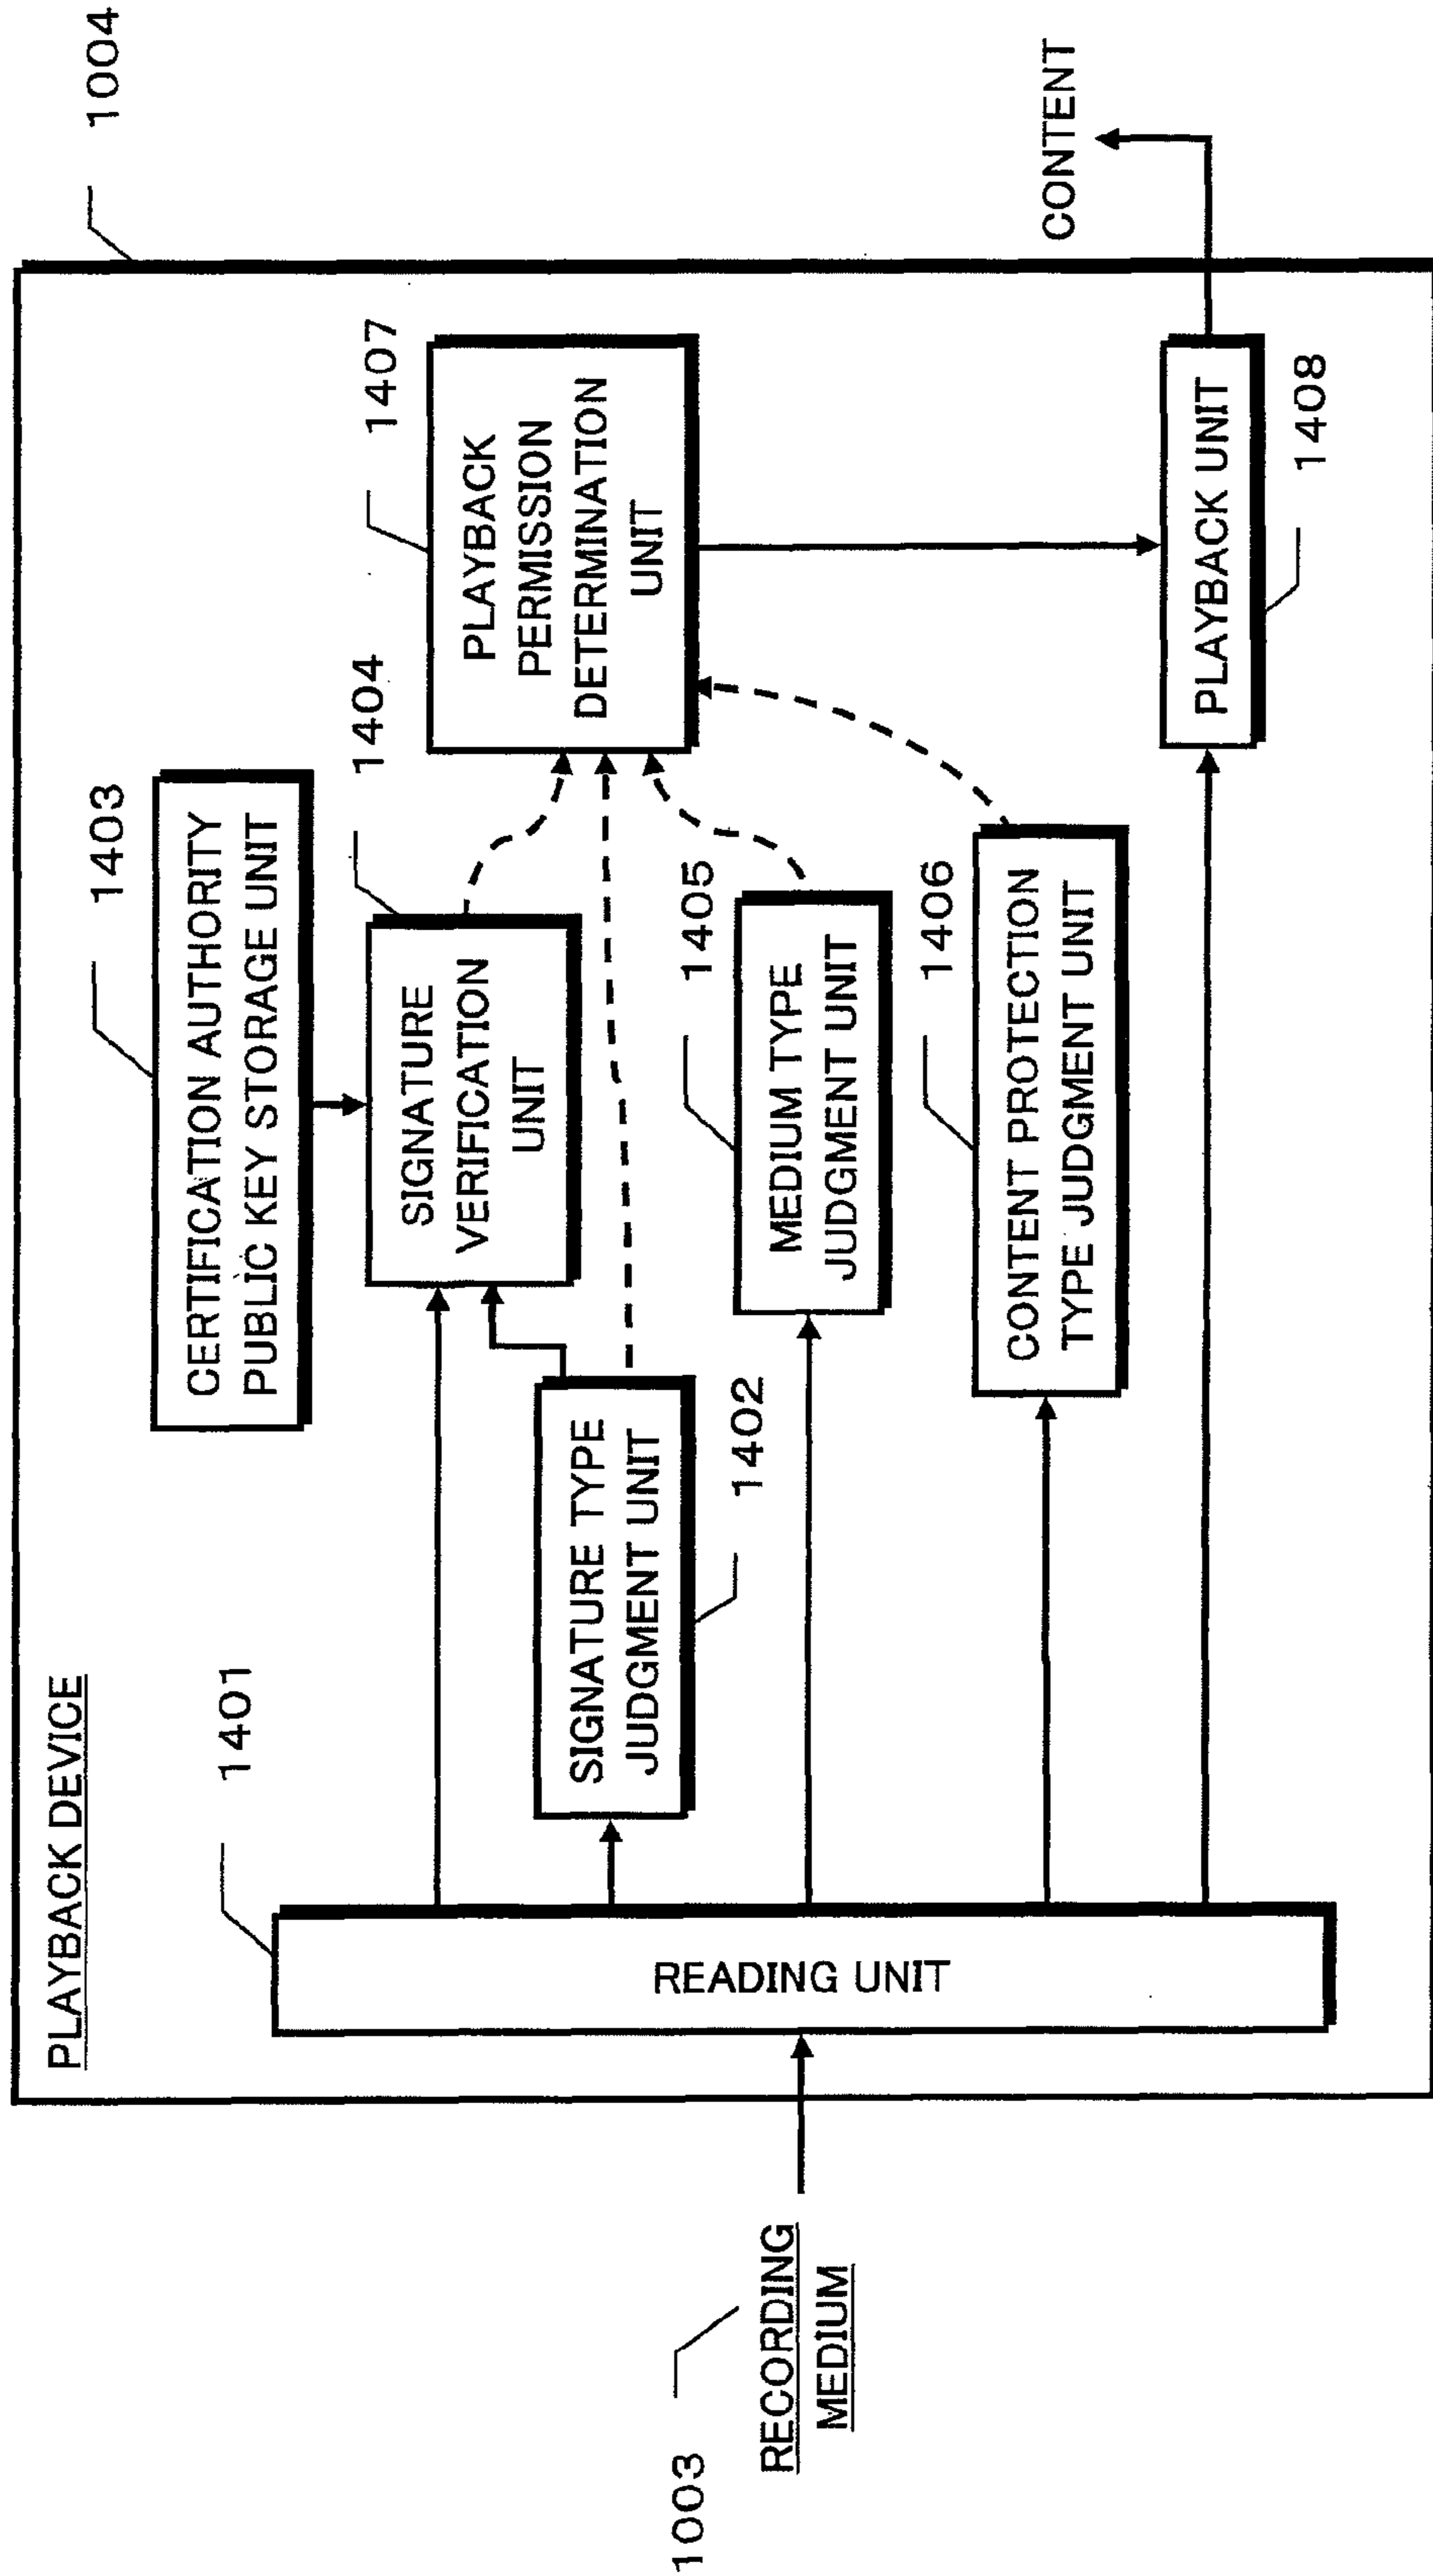 PLAYBACK DEVICE
1004
1003
RECORDING
MEDIUM
1401
READING UNIT
SIGNATURE TYPE
JUDGMENT UNIT
1402
CERTIFICATION AUTHORITY
PUBLIC KEY STORAGE UNIT
1403
SIGNATURE
VERIFICATION
UNIT
1404
MEDIUM TYPE
JUDGMENT UNIT
1405
CONTENT PROTECTION
TYPE JUDGMENT UNIT
1406
PLAYBACK
PERMISSION
DETERMINATION
UNIT
1407
PLAYBACK UNIT
1408
CONTENT